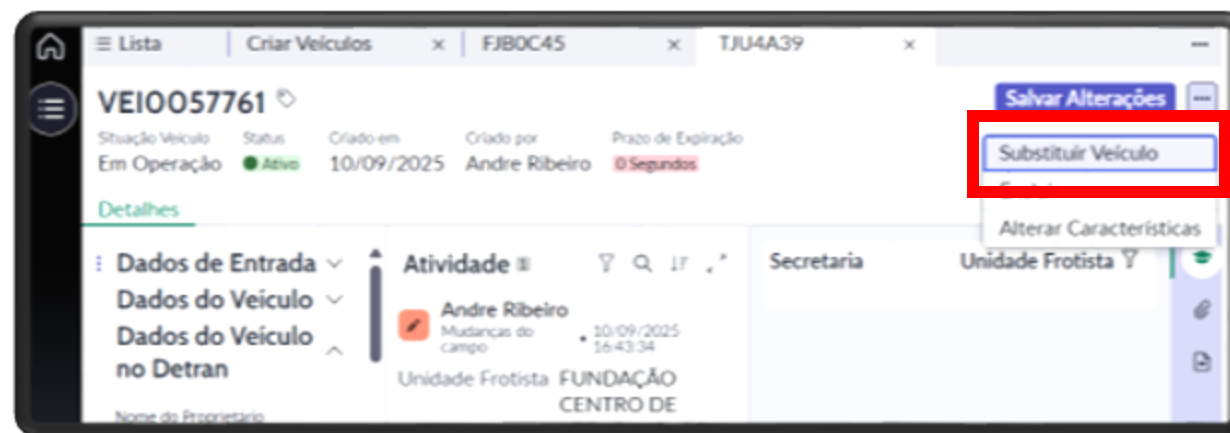 Lista
Criar Veículos
FJB0C45
TJU4A39
VEI0057761
Salvar Alterações
Situação Veículo Status Criado em Criado por Prazo de Expiração
Em Operação Ativo 10/09/2025 Andre Ribeiro 0 Segundos
Substituir Veículo
Alterar Características
Detalhes
Dados de Entrada
Dados do Veículo
Dados do Veículo
no Detran
Nome do Proprietário
Atividade
Andre Ribeiro
Mudanças do
campo
• 10/09/2025
16:43:34
Unidade Frotista FUNDAÇÃO
CENTRO DE
Secretaria Unidade Frotista